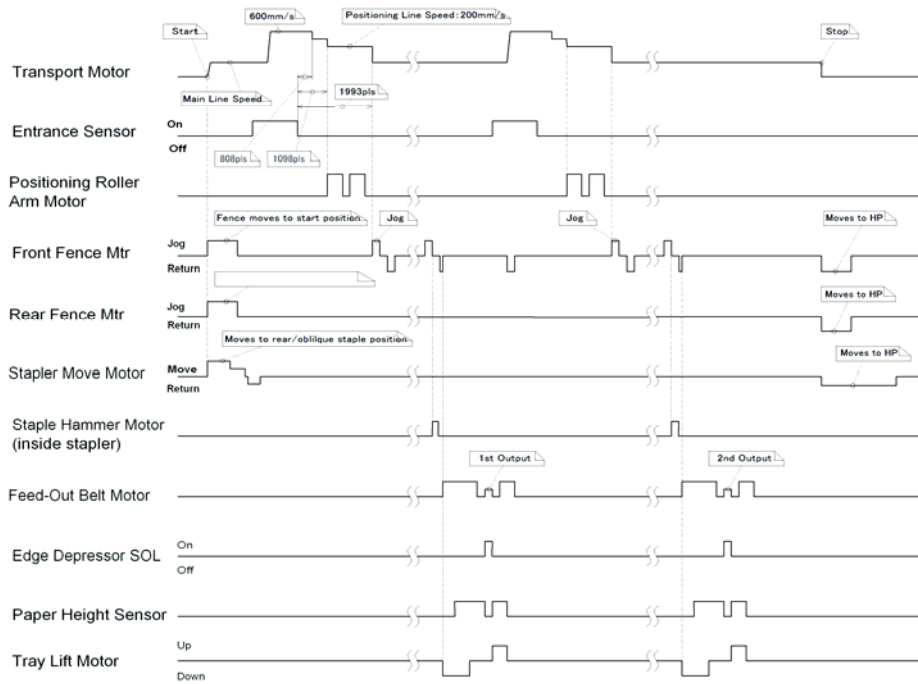 600mm/s
Positioning Line Speed: 200mm/s
Start
Stop
Transport Motor
Main Line Speed
1993pls
Entrance Sensor
On
Off
808pls
1098pls
Positioning Roller
Arm Motor
Fence moves to start position
Jog
Jog
Moves to HP
Front Fence Mtr
Jog
Return
Rear Fence Mtr
Jog
Return
Moves to HP
Moves to rear/oblilque staple position
Moves to HP
Stapler Move Motor
Move
Return
Staple Hammer Motor
(inside stapler)
1st Output
2nd Output
Feed-Out Belt Motor
Edge Depressor SOL
On
Off
Paper Height Sensor
Tray Lift Motor
Up
Down